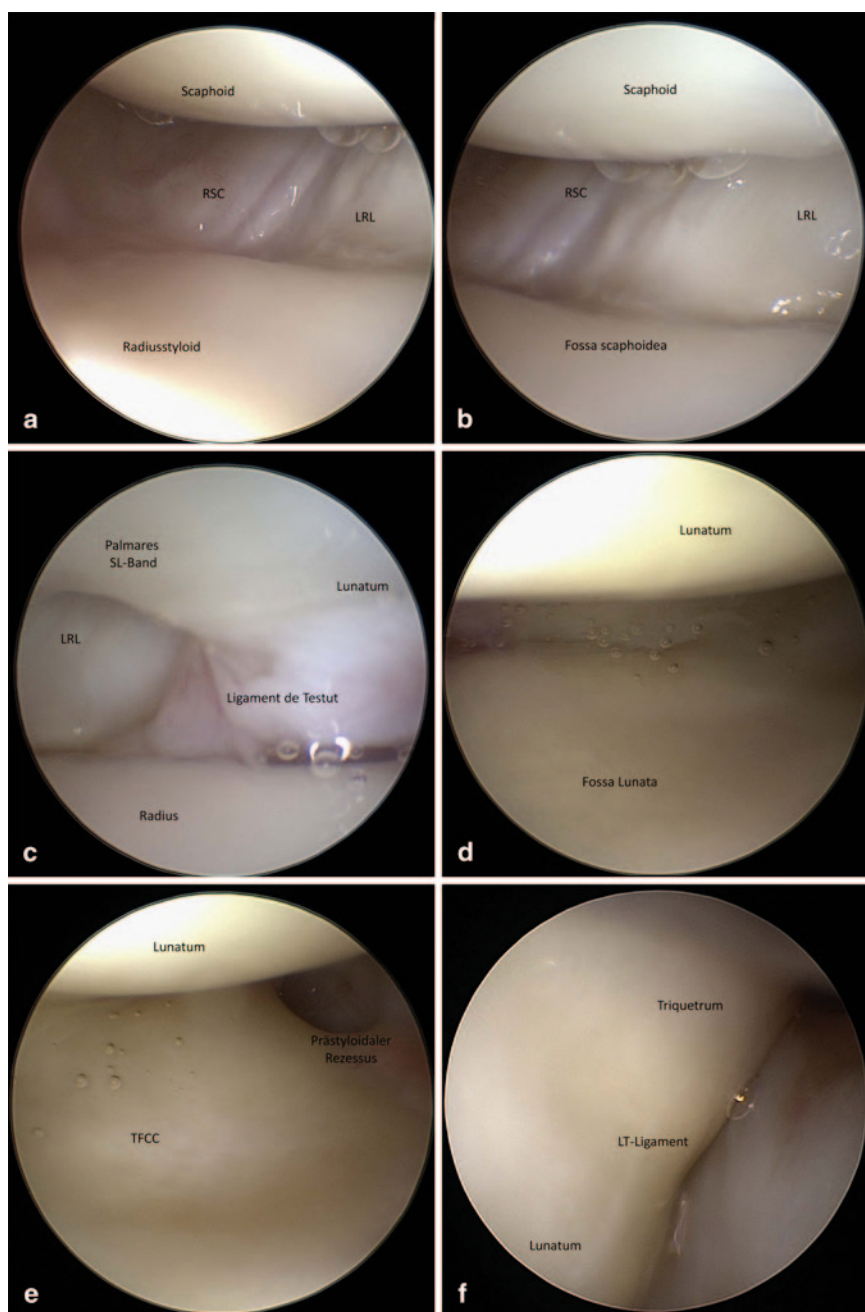 Scaphoid
RSC
LRL
Radiusstyloid
a
Scaphoid
RSC
LRL
Fossa scaphoidea
b
Palmares
SL-Band
Lunatum
LRL
Ligament de Testut
Radius
c
Lunatum
Fossa Lunata
d
Lunatum
Prästyloidaler
Rezessus
TFCC
e
Triquetrum
LT-Ligament
Lunatum
f